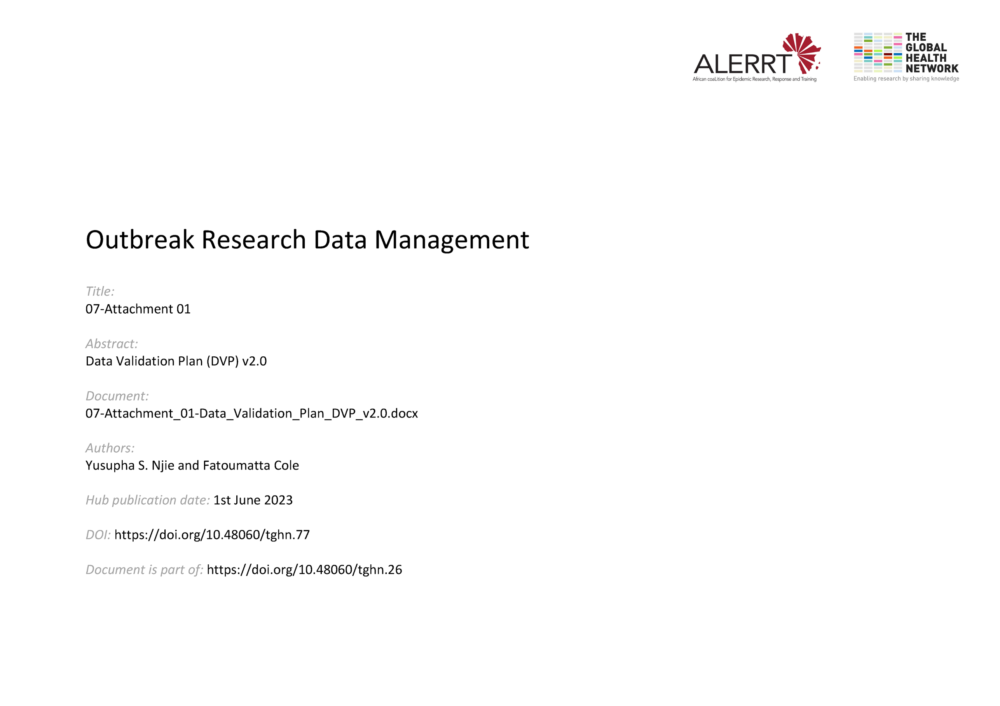 ALERRT
African coaLition for Epidemic Research, Response and Training
THE
GLOBAL
HEALTH
NETWORK
Enabling research by sharing knowledge
Outbreak Research Data Management
Title:
07-Attachment 01
Abstract:
Data Validation Plan (DVP) v2.0
Document:
07-Attachment_01-Data_Validation_Plan_DVP_v2.0.docx
Authors:
Yusupha S. Njie and Fatoumatta Cole
Hub publication date: 1st June 2023
DOI: https://doi.org/10.48060/tghn.77
Document is part of: https://doi.org/10.48060/tghn.26